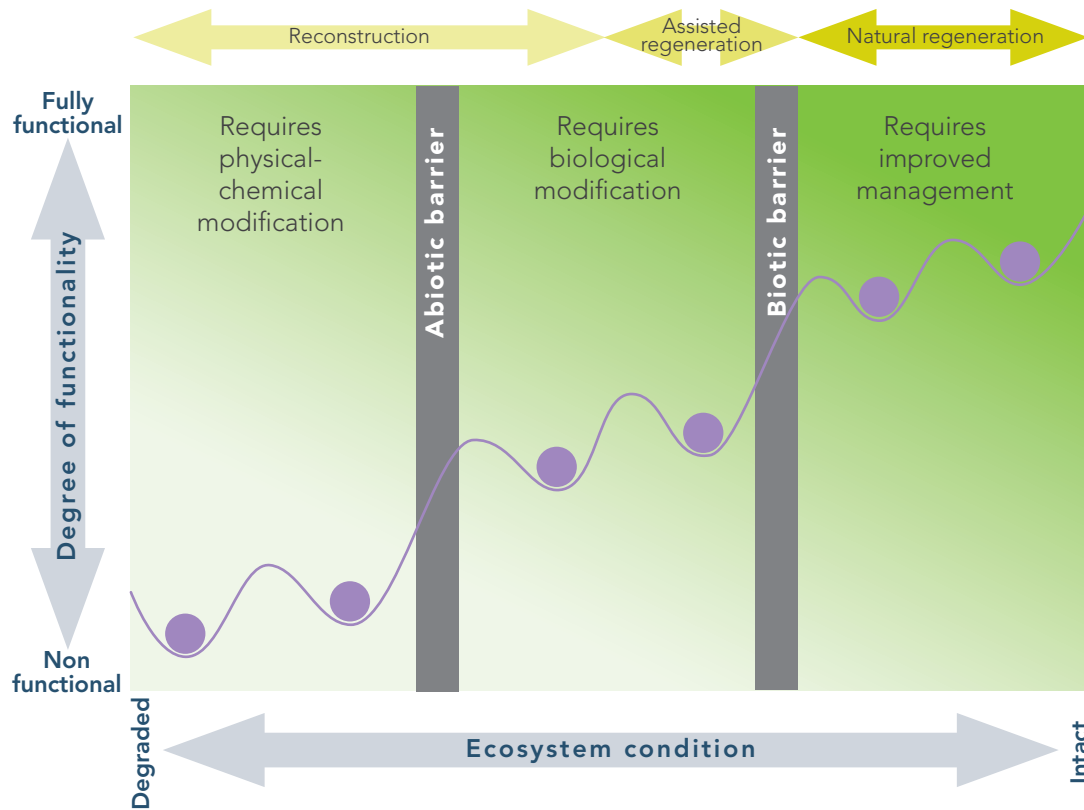 Reconstruction
Assisted
regeneration
Natural regeneration
Fully
functional
Degree of functionality
Non
functional
Requires
physical-
chemical
modification
Abiotic barrier
Requires
biological
modification
Biotic barrier
Requires
improved
management
Degraded
Ecosystem condition
Intact